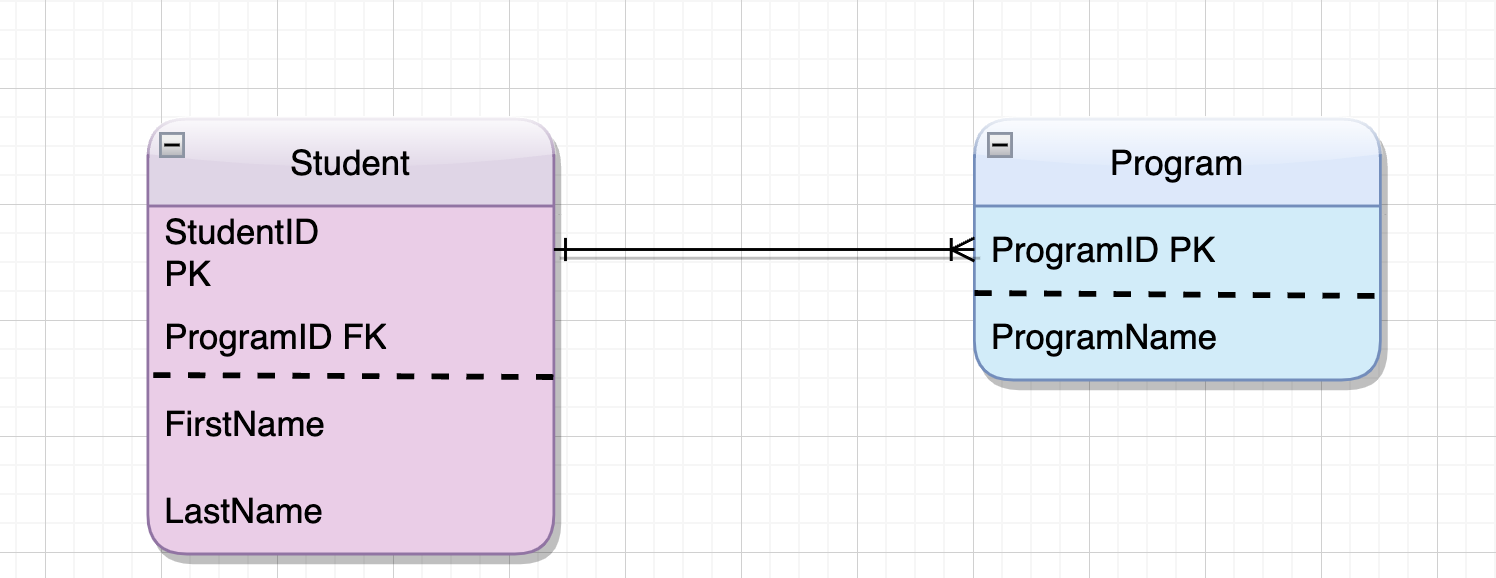 Student
StudentID
PK
ProgramID FK
FirstName
LastName
Program
ProgramID PK
ProgramName